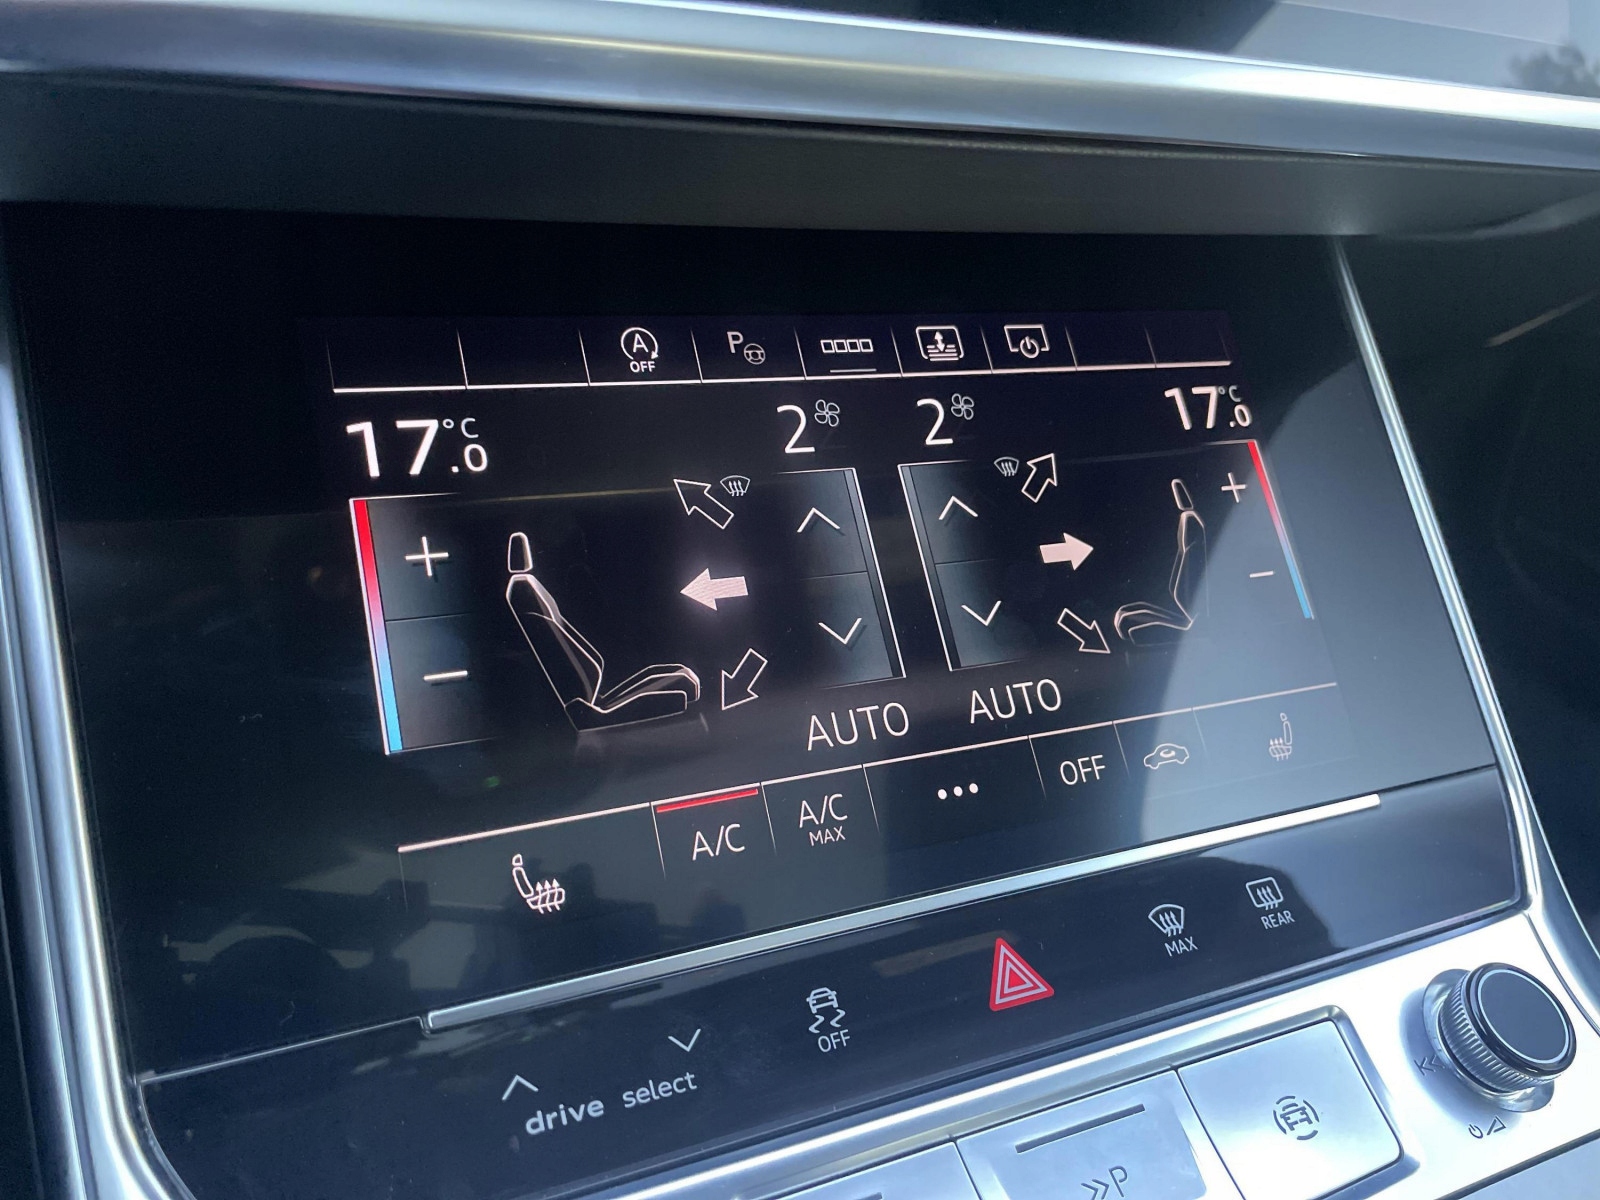 A
OFF
P
17.0 °C
2
2
17.0 °C
AUTO
AUTO
A/C
A/C
MAX
OFF
MAX
REAR
OFF
drive select
P